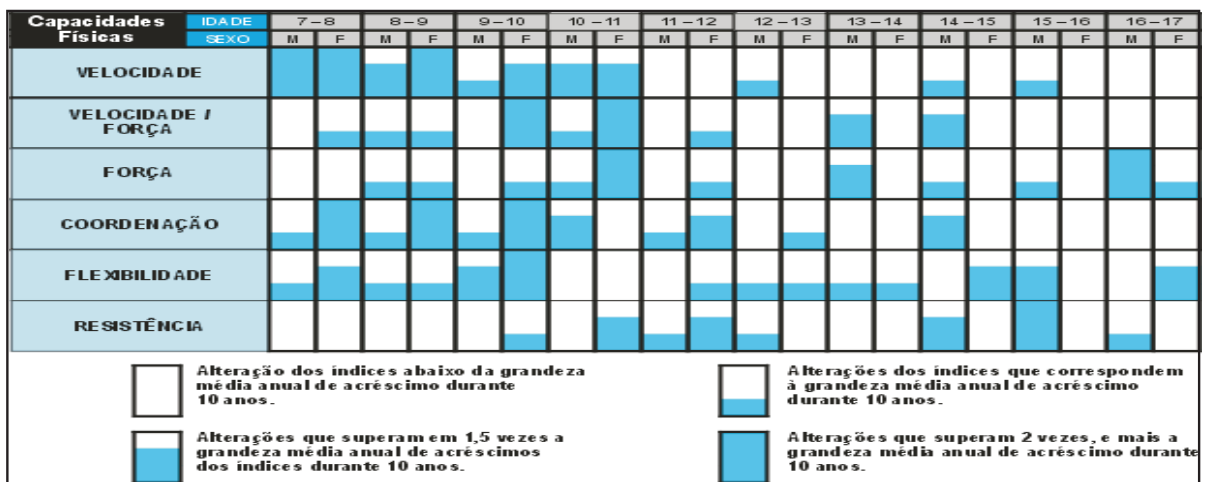 Capacidades IDADE 7–8 8–9 9–10 10–11 11–12 12–13 13–14 14–15 15–16 16–17
Físicas SEXO M F M F M F M F M F M F M F M F M F M F
VELOCIDADE
VELOCIDADE /
FORÇA
FORÇA
COORDENAÇÃO
FLEXIBILIDADE
RESISTÊNCIA
Alteração dos índices abaixo da grandeza
média anual de acréscimo durante
10 anos.
Alterações dos índices que correspondem
à grandeza média anual de acréscimo
durante 10 anos.
Alterações que superam em 1,5 vezes a
grandeza média anual de acréscimos
dos índices durante 10 anos.
Alterações que superam 2 vezes, e mais a
grandeza média anual de acréscimo durante
10 anos.